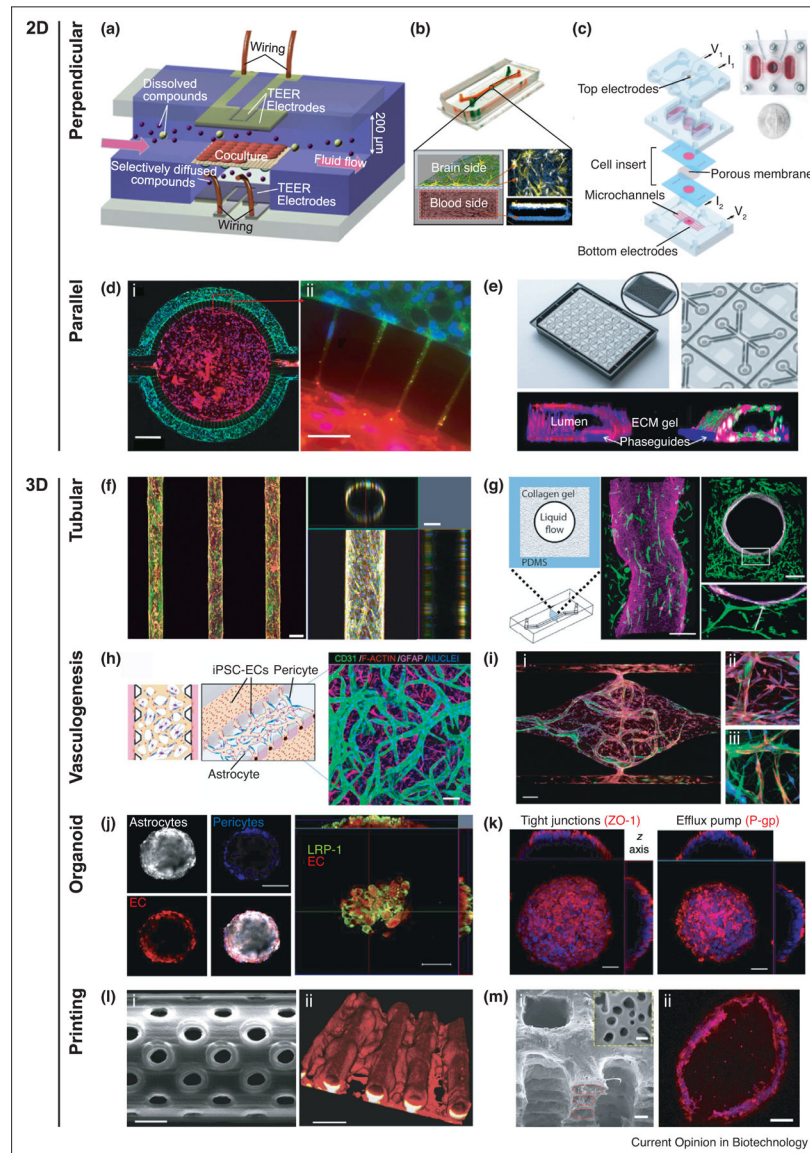 2D
Perpendicular
(a)
Wiring
Dissolved
compounds
TEER
Electrodes
200 μm
Coculture
Fluid flow
Selectively diffused
compounds
TEER
Electrodes
Wiring
(b)
Brain side
Blood side
(c)
V1
I1
Top electrodes
Cell insert
Porous membrane
Microchannels
I2
V2
Bottom electrodes
Parallel
(d)
i
ii
(e)
Lumen
ECM gel
Phaseguides
3D
Tubular
(f)
(g)
Collagen gel
Liquid
flow
PDMS
Vasculogenesis
(h)
iPSC-ECs
Pericyte
Astrocyte
CD31/F-ACTIN/GFAP/NUCLEI
(i)
i
ii
iii
Organoid
(j)
Astrocytes
Pericytes
EC
LRP-1
EC
(k)
Tight junctions (ZO-1)
z
axis
Efflux pump (P-gp)
Printing
(l)
i
ii
(m)
i
ii
Current Opinion in Biotechnology